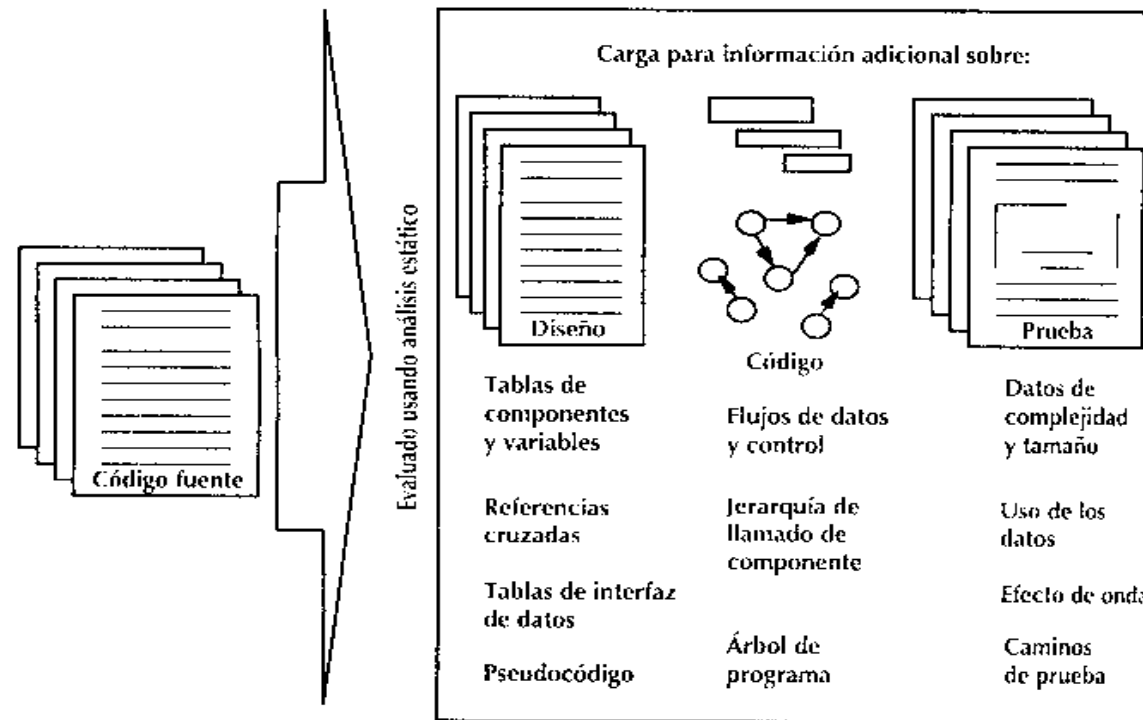 Carga para información adicional sobre:
Código fuente
Evaluado usando análisis estático
Diseño
Tablas de
componentes
y variables
Referencias
cruzadas
Tablas de interfaz
de datos
Pseudocódigo
Código
Flujos de datos
y control
Jerarquía de
llamado de
componente
Árbol de
programa
Prueba
Datos de
complejidad
y tamaño
Uso de los
datos
Efecto de onda
Caminos
de prueba